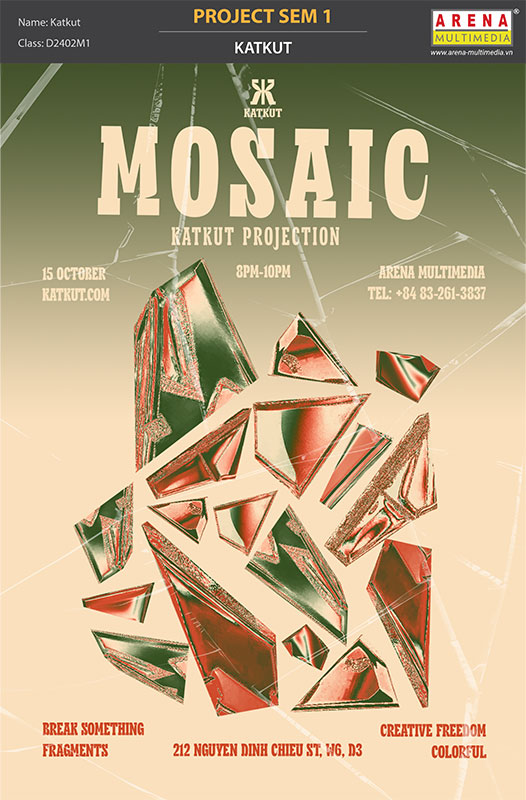 Name: Katkut
Class: D2402M1
PROJECT SEM 1
KATKUT
ARENA®
MULTIMEDIA
www.arena-multimedia.vn
KATKUT
MOSAIC
KATKUT PROJECTION
15 OCTOBER
KATKUT.COM
8PM-10PM
ARENA MULTIMEDIA
TEL: +84 83-261-3837
BREAK SOMETHING
FRAGMENTS
212 NGUYEN DINH CHIEU ST, W6, D3
CREATIVE FREEDOM
COLORFUL